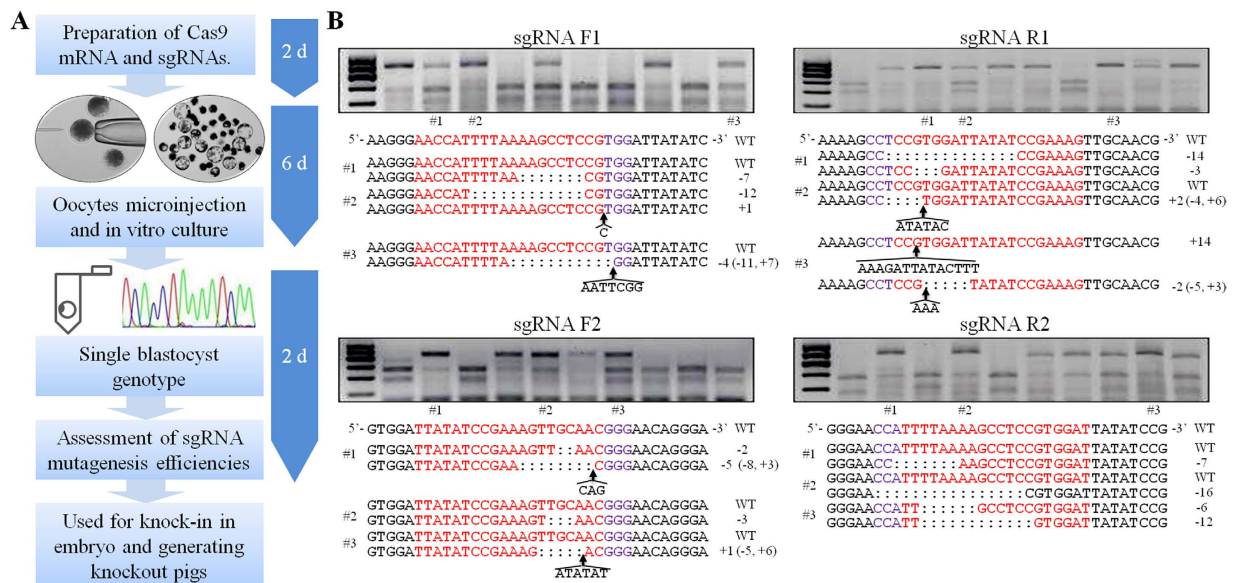 A
Preparation of Cas9
mRNA and sgRNAs.
2 d
6 d
Oocytes microinjection
and in vitro culture
Single blastocyst
genotype
2 d
Assessment of sgRNA
mutagenesis efficiencies
Used for knock-in in
embryo and generating
knockout pigs
B
sgRNA F1
#1 #2 #3
5'- AAGGGAACCATTTTAAAAGCCTCCGTGGATTATATC -3' WT
#1 AAGGGAACCATTTTAAAAGCCTCCGTGGATTATATC WT
AAGGGAACCATTTTAA:::::::CGTGGATTATATC -7
#2 AAGGGAACCAT::::::::::::CGTGGATTATATC -12
AAGGGAACCATTTTAAAAGCCTCCGTGGATTATATC +1
C
#3 AAGGGAACCATTTTAAAAGCCTCCGTGGATTATATC WT
AAGGGAACCATTTTA:::::::::::GGATTATATC -4 (-11, +7)
AATTCGG
sgRNA R1
#1 #2 #3
5'- AAAAGCCTCCGTGGATTATATCCGAAAGTTGCAACG -3' WT
#1 AAAAGCC::::::::::::::CCGAAAGTTGCAACG -14
AAAAGCCTCC:::GATTATATCCGAAAGTTGCAACG -3
#2 AAAAGCCTCCGTGGATTATATCCGAAAGTTGCAACG WT
AAAAGCC::::TGGATTATATCCGAAAGTTGCAACG +2 (-4, +6)
ATATAC
#3 AAAAGCCTCCGTGGATTATATCCGAAAGTTGCAACG +14
AAAGATTATACTTT
AAAAGCCTCCG:::::TATATCCGAAAGTTGCAACG -2 (-5, +3)
AAA
sgRNA F2
#1 #2 #3
5'- GTGGATTATATCCGAAAGTTGCAACGGGAACAGGGA -3' WT
#1 GTGGATTATATCCGAAAGTT::AACGGGAACAGGGA -2
GTGGATTATATCCGAA::::::::CGGGAACAGGGA -5 (-8, +3)
CAG
#2 GTGGATTATATCCGAAAGTTGCAACGGGAACAGGGA WT
GTGGATTATATCCGAAAGTT:::ACGGGAACAGGGA -3
#3 GTGGATTATATCCGAAAGTTGCAACGGGAACAGGGA WT
GTGGATTATATCCGAAAG:::::ACGGGAACAGGGA +1 (-5, +6)
ATATAT
sgRNA R2
#1 #2 #3
5'- GGGAACCATTTTAAAAGCCTCCGTGGATTATATCCG -3' WT
#1 GGGAACCATTTTAAAAGCCTCCGTGGATTATATCCG WT
GGGAACC:::::::AAGCCTCCGTGGATTATATCCG -7
#2 GGGAACCATTTTAAAAGCCTCCGTGGATTATATCCG WT
GGGAA::::::::::::::::CGTGGATTATATCCG -16
#3 GGGAACCATT::::::GCCTCCGTGGATTATATCCG -6
GGGAACCATT::::::::::::GTGGATTATATCCG -12